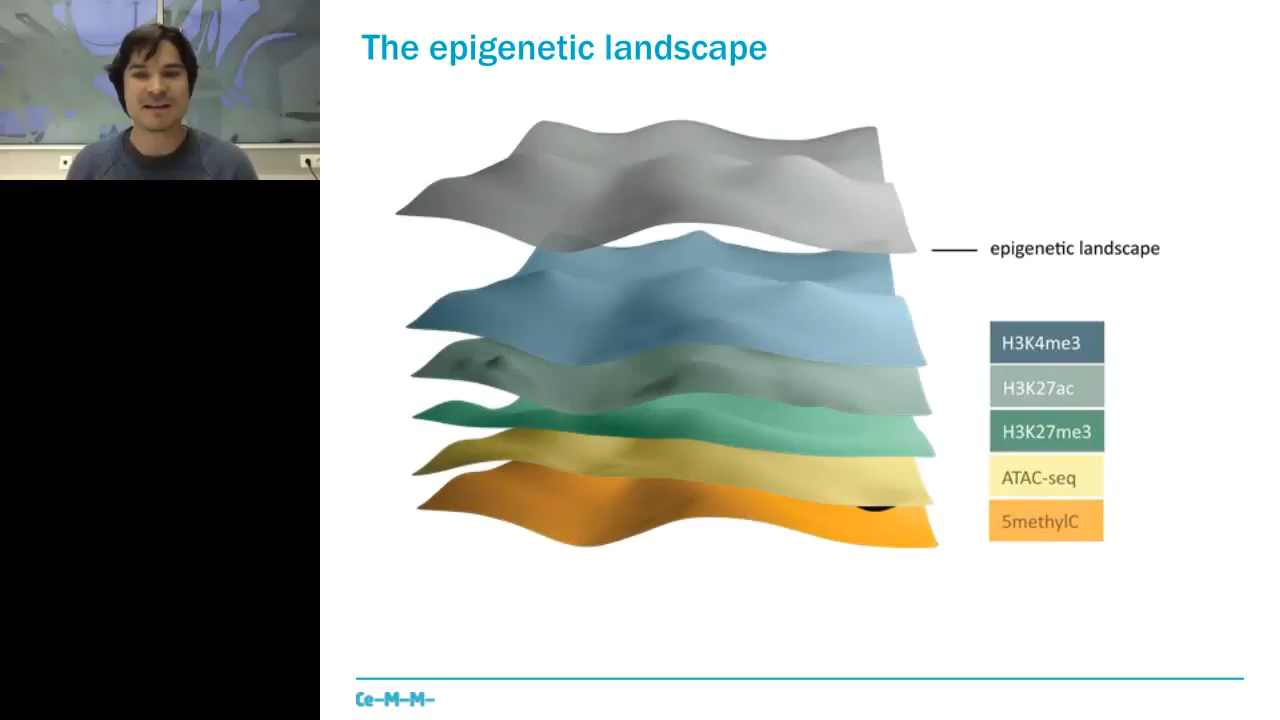 The epigenetic landscape
epigenetic landscape
H3K4me3
H3K27ac
H3K27me3
ATAC-seq
5methylC
Ce-M-M-